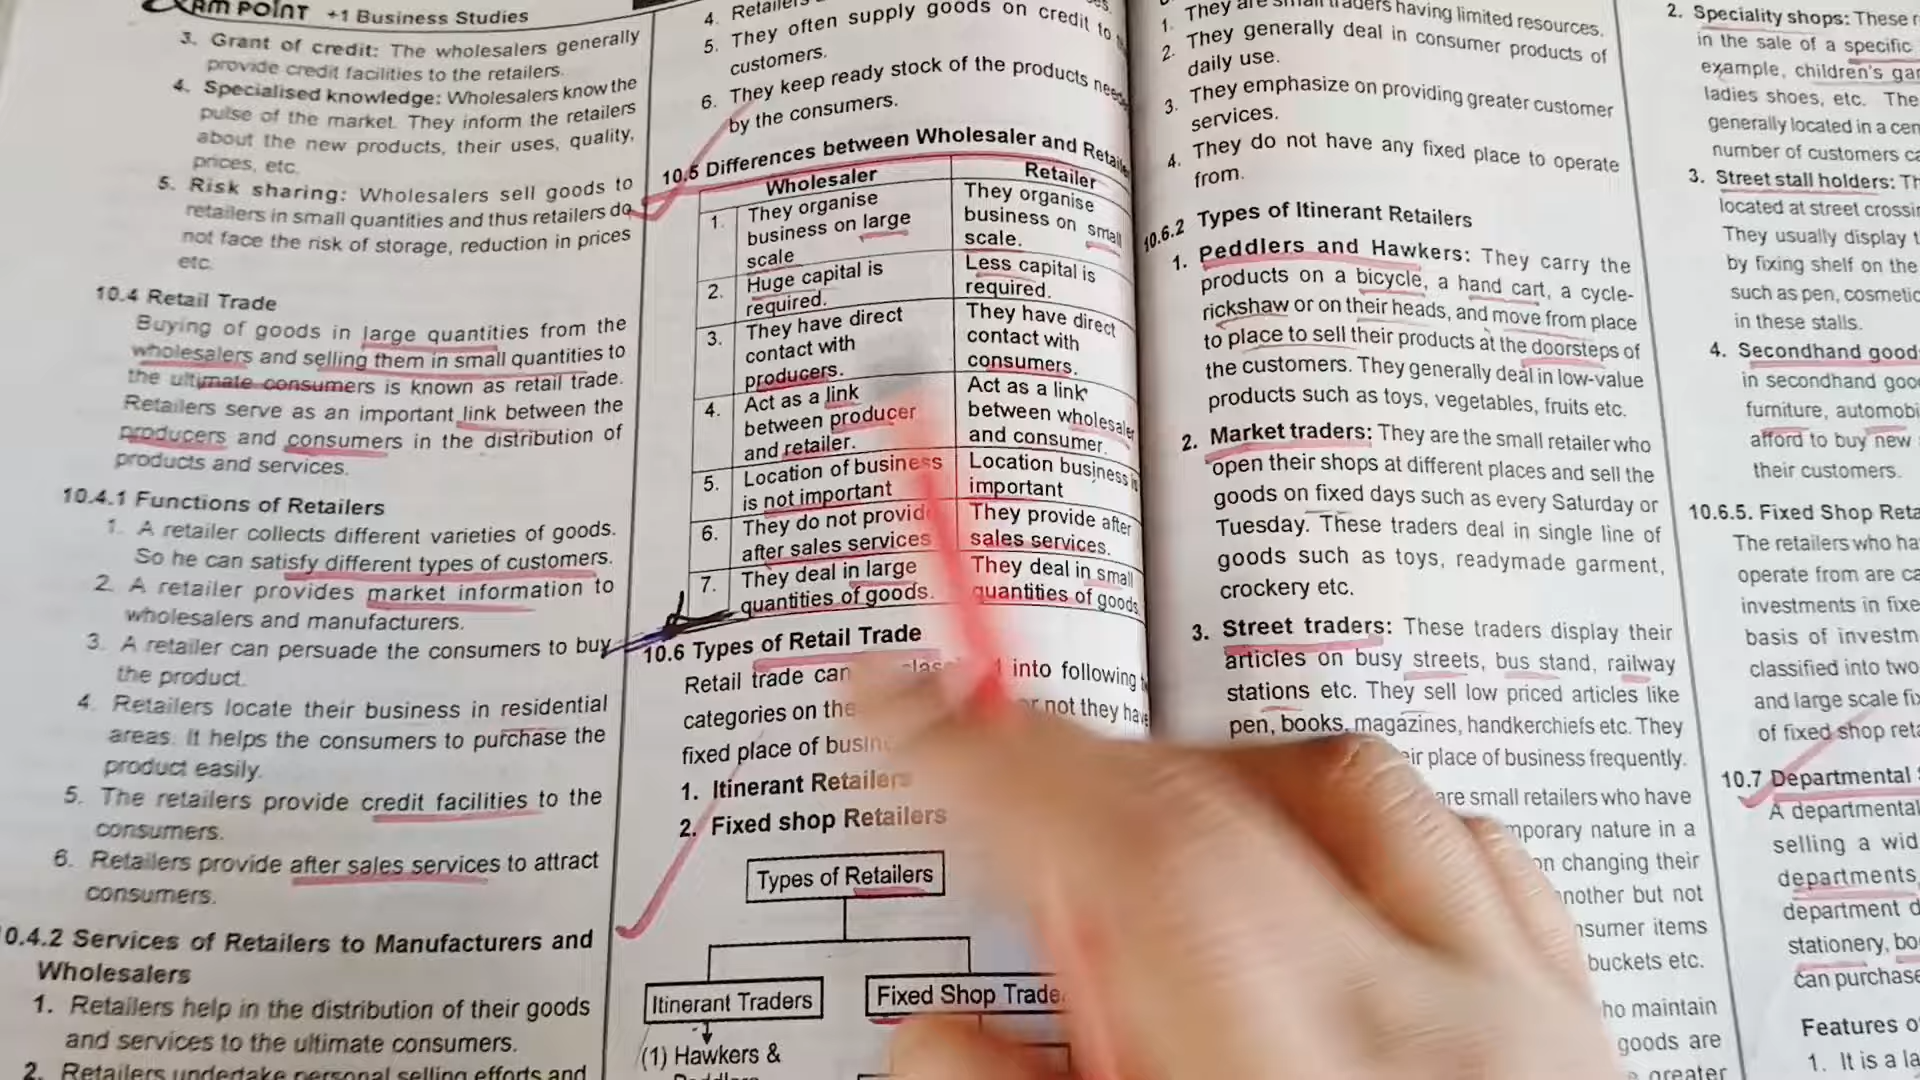 ARM POINT +1 Business Studies
3. Grant of credit: The wholesalers generally
provide credit facilities to the retailers.
4. Specialised knowledge: Wholesalers know the
pulse of the market. They inform the retailers
about the new products, their uses, quality,
prices, etc.
5. Risk sharing: Wholesalers sell goods to
retailers in small quantities and thus retailers do
not face the risk of storage, reduction in prices
etc.
10.4 Retail Trade
Buying of goods in large quantities from the
wholesalers and selling them in small quantities to
the ultimate consumers is known as retail trade.
Retailers serve as an important link between the
producers and consumers in the distribution of
products and services.
10.4.1 Functions of Retailers
1. A retailer collects different varieties of goods.
So he can satisfy different types of customers.
2. A retailer provides market information to
wholesalers and manufacturers.
3. A retailer can persuade the consumers to buy
the product.
4. Retailers locate their business in residential
areas. It helps the consumers to purchase the
product easily.
5. The retailers provide credit facilities to the
consumers.
6. Retailers provide after sales services to attract
consumers.
0.4.2 Services of Retailers to Manufacturers and
Wholesalers
1. Retailers help in the distribution of their goods
and services to the ultimate consumers.
2. Retailers undertake personal selling efforts and
4. Retailers
5. They often supply goods on credit to
customers.
6. They keep ready stock of the products
by the consumers.
10.5 Differences between Wholesaler and
Wholesaler Retailer
1. They organise business on large scale They organise business on small scale.
2. Huge capital is required. Less capital is required.
3. They have direct contact with producers. They have direct contact with consumers.
4. Act as a link between producer and retailer. Act as a link between wholesaler and consumer.
5. Location of business is not important Location business important
6. They do not provide after sales services They provide after sales services.
7. They deal in large quantities of goods. They deal in small quantities of goods
10.6 Types of Retail Trade
Retail trade can into following
categories on the or not they have
fixed place of
1. Itinerant Retailers
2. Fixed shop Retailers
Types of Retailers
Itinerant Traders
Fixed Shop Trade
(1) Hawkers &
1. They are small traders having limited resources.
2. They generally deal in consumer products of
daily use.
3. They emphasize on providing greater customer
services.
4. They do not have any fixed place to operate
from.
10.6.2 Types of Itinerant Retailers
1. Peddlers and Hawkers: They carry the
products on a bicycle, a hand cart, a cycle-
rickshaw or on their heads, and move from place
to place to sell their products at the doorsteps of
the customers. They generally deal in low-value
products such as toys, vegetables, fruits etc.
2. Market traders: They are the small retailer who
open their shops at different places and sell the
goods on fixed days such as every Saturday or
Tuesday. These traders deal in single line of
goods such as toys, readymade garment,
crockery etc.
3. Street traders: These traders display their
articles on busy streets, bus stand, railway
stations etc. They sell low priced articles like
pen, books, magazines, handkerchiefs etc. They
place of business frequently.
are small retailers who have
nature in a
on changing their
another but not
items
buckets etc.
maintain
goods are
greater
2. Speciality shops: These
in the sale of a specific
example, children's
ladies shoes, etc. The
generally located in a
number of customers
3. Street stall holders:
located at street
They usually display
by fixing shelf on the
such as pen,
in these stalls.
4. Secondhand
in secondhand
furniture,
afford to buy new
their customers.
10.6.5. Fixed Shop
The retailers who
operate from are
investments in
basis of
classified into two
and large scale
of fixed shop
10.7 Departmental
A departmental
selling a
departments,
department
stationery,
can purchase
Features
1. It is a